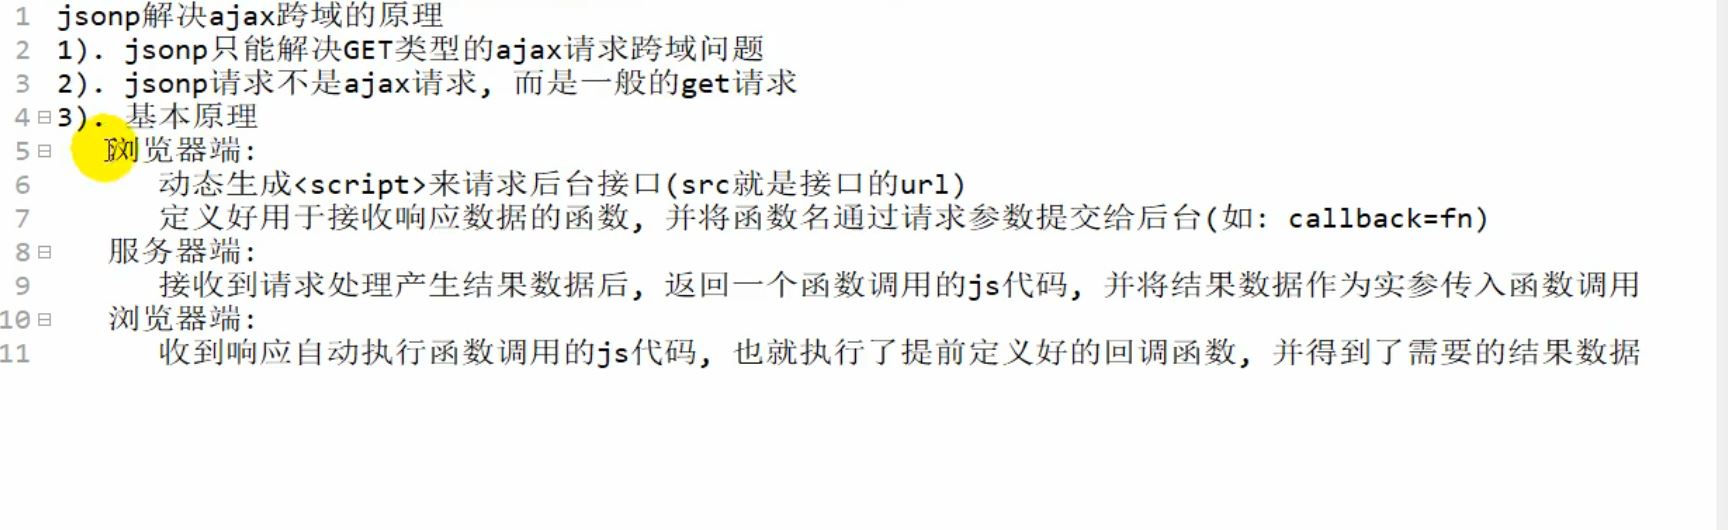 1 jsonp解决ajax跨域的原理
2 1). jsonp只能解决GET类型的ajax请求跨域问题
3 2). jsonp请求不是ajax请求, 而是一般的get请求
4 3). 基本原理
5 浏览器端:
6 动态生成<script>来请求后台接口(src就是接口的url)
7 定义好用于接收响应数据的函数, 并将函数名通过请求参数提交给后台(如: callback=fn)
8 服务器端:
9 接收到请求处理产生结果数据后, 返回一个函数调用的js代码, 并将结果数据作为实参传入函数调用
10 浏览器端:
11 收到响应自动执行函数调用的js代码, 也就执行了提前定义好的回调函数, 并得到了需要的结果数据